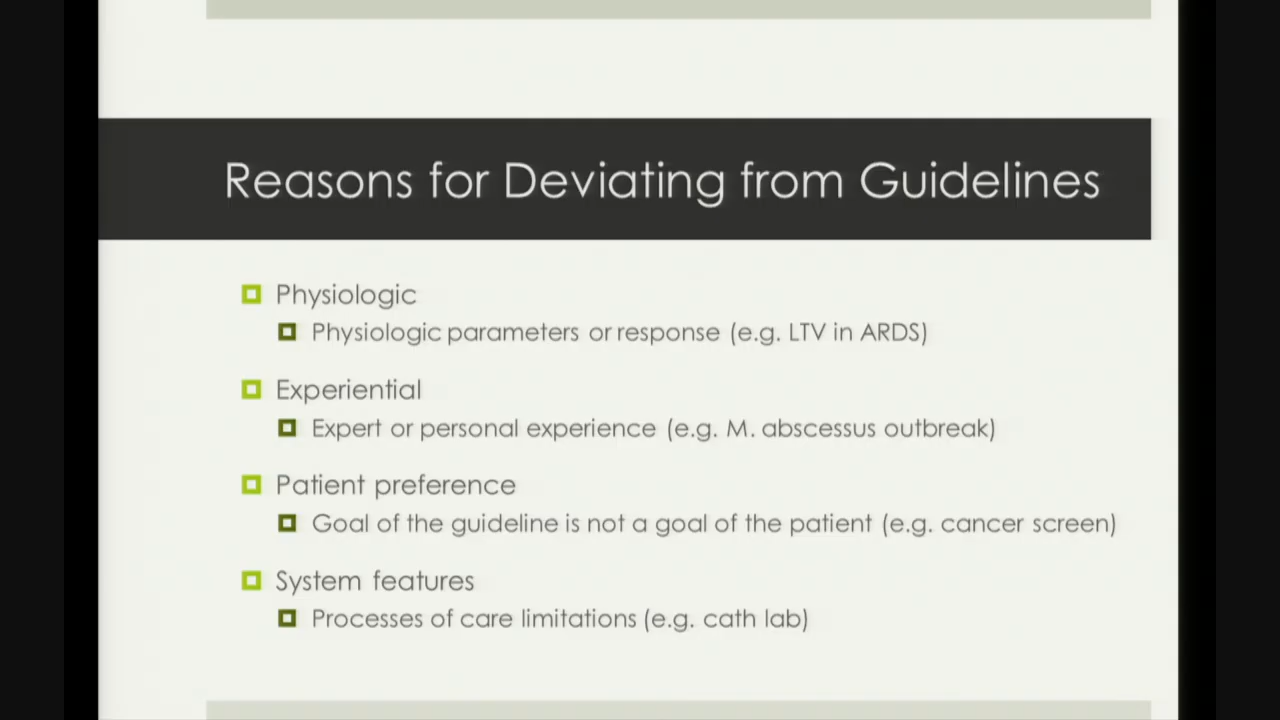 Reasons for Deviating from Guidelines
Physiologic
Physiologic parameters or response (e.g. LTV in ARDS)
Experiential
Expert or personal experience (e.g. M. abscessus outbreak)
Patient preference
Goal of the guideline is not a goal of the patient (e.g. cancer screen)
System features
Processes of care limitations (e.g. cath lab)